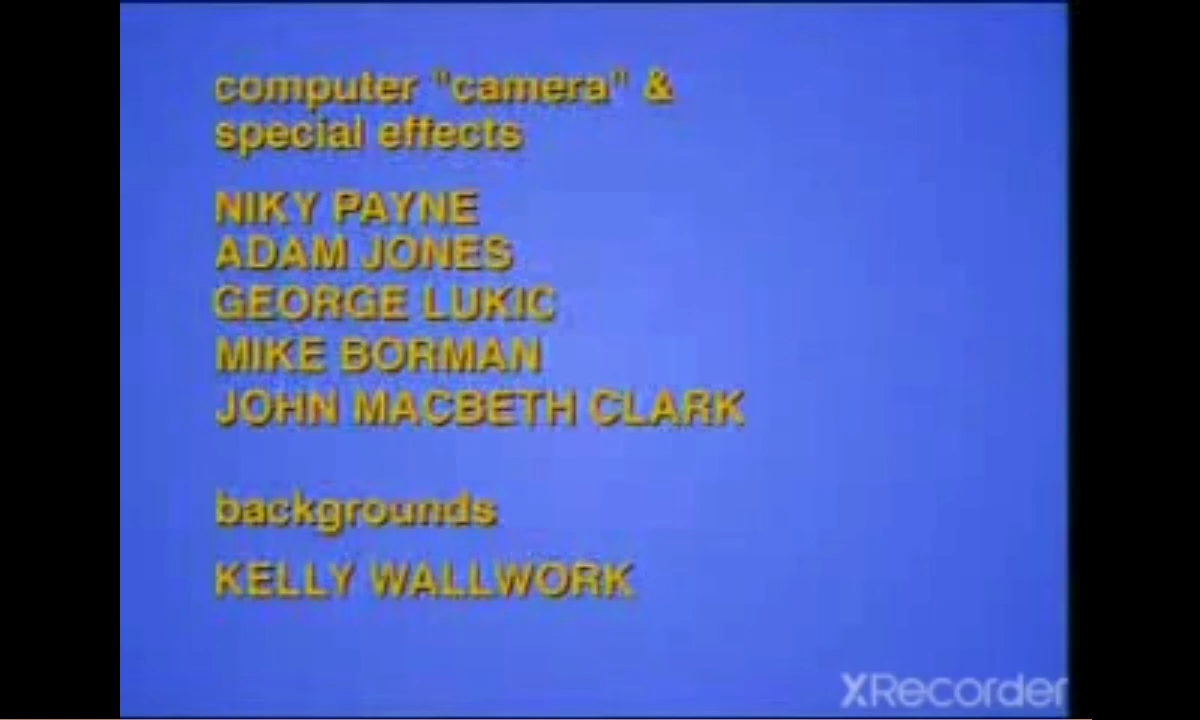 computer "camera" &
special effects
NIKY PAYNE
ADAM JONES
GEORGE LUKIC
MIKE BORMAN
JOHN MACBETH CLARK
backgrounds
KELLY WALLWORK
XRecorder